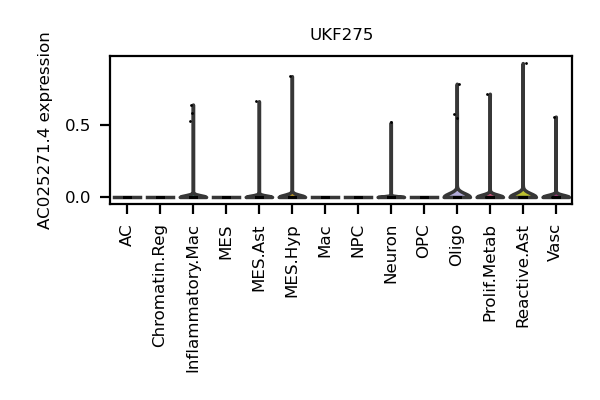 UKF275
AC025271.4 expression
0.5
0.0
AC
Chromatin.Reg
Inflammatory.Mac
MES
MES.Ast
MES.Hyp
Mac
NPC
Neuron
OPC
Oligo
Prolif.Metab
Reactive.Ast
Vasc